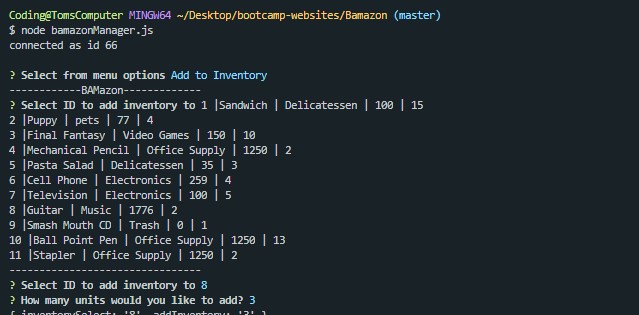 Coding@TomsComputer MINGW64 ~/Desktop/bootcamp-websites/Bamazon (master)
$ node bamazonManager.js
connected as id 66
? Select from menu options Add to Inventory
------------BAMazon-------------
? Select ID to add inventory to 1 |Sandwich | Delicatessen | 100 | 15
2 |Puppy | pets | 77 | 4
3 |Final Fantasy | Video Games | 150 | 10
4 |Mechanical Pencil | Office Supply | 1250 | 2
5 |Pasta Salad | Delicatessen | 35 | 3
6 |Cell Phone | Electronics | 259 | 4
7 |Television | Electronics | 100 | 5
8 |Guitar | Music | 1776 | 2
9 |Smash Mouth CD | Trash | 0 | 1
10 |Ball Point Pen | Office Supply | 1250 | 13
11 |Stapler | Office Supply | 1250 | 2
--------------------------------
? Select ID to add inventory to 8
? How many units would you like to add? 3
{ inventorySelect: '8', addInventory: '3' }